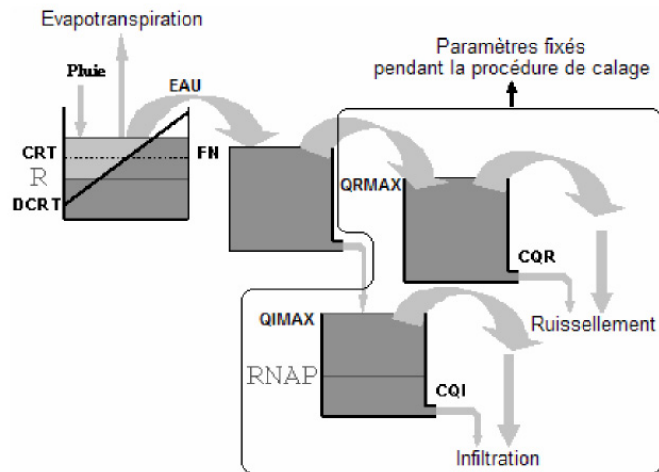 Evapotranspiration
Paramètres fixés
pendant la procédure de calage
Pluie
EAU
CRT
FN
R
DCRT
QRMAX
CQR
QIMAX
Ruissellement
RNAP
CQI
Infiltration